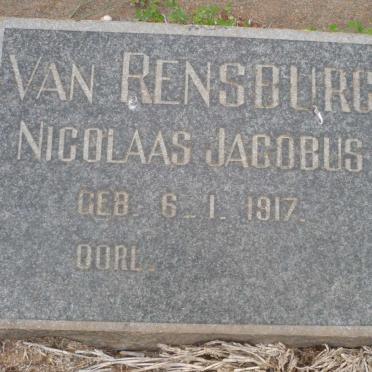 VAN RENSBURG
NICOLAAS JACOBUS
GEB. 6-1-1917.
OORL.